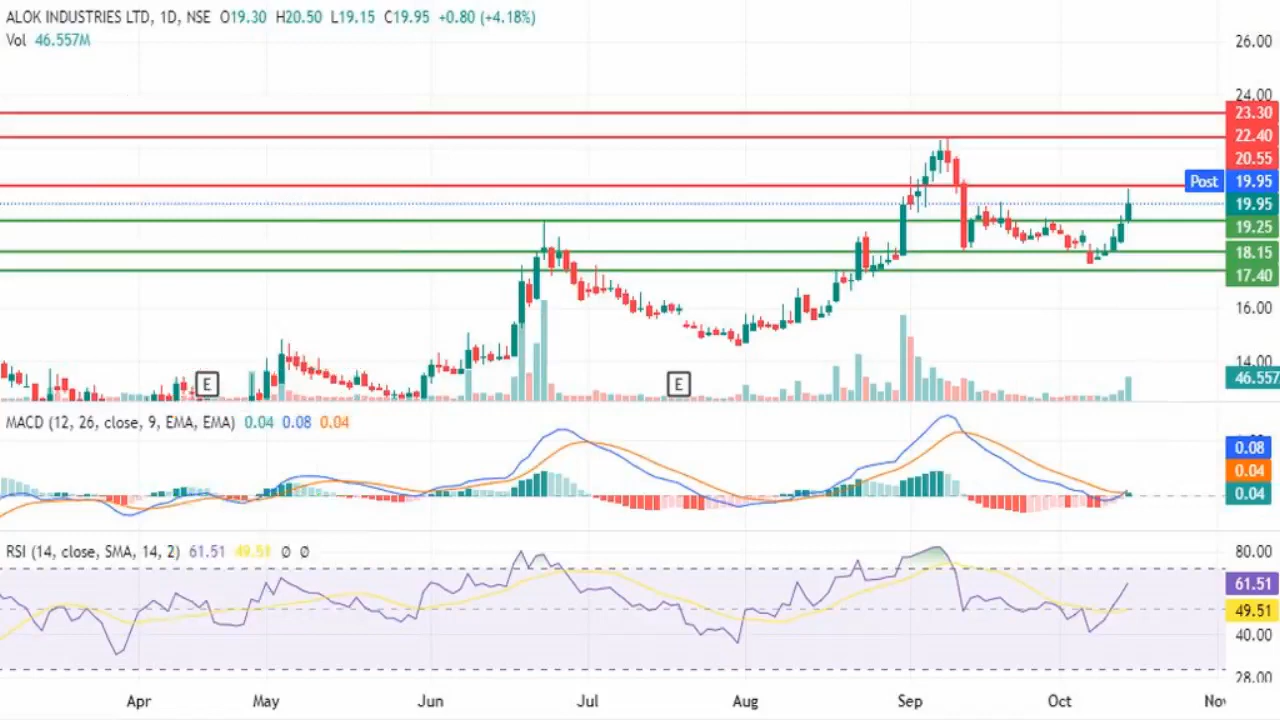 ALOK INDUSTRIES LTD, 1D, NSE O19.30 H20.50 L19.15 C19.95 +0.80 (+4.18%)
Vol 46.557M
26.00
24.00
23.30
22.40
20.55
Post 19.95
19.95
19.25
18.15
17.40
16.00
14.00
E E
46.557
MACD (12, 26, close, 9, EMA, EMA) 0.04 0.08 0.04
0.08
0.04
0.04
RSI (14, close, SMA, 14, 2) 61.51 49.51 Ø Ø
80.00
61.51
49.51
40.00
28.00
Apr May Jun Jul Aug Sep Oct Nov